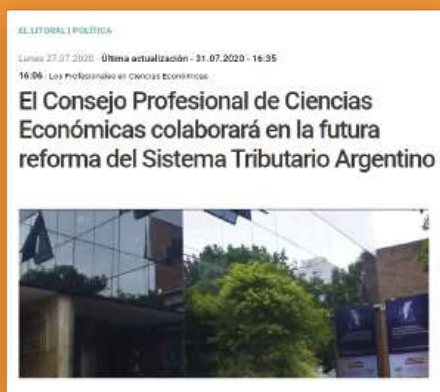 EL LITORAL | POLÍTICA
Lunes 27.07.2020 - Última actualización - 31.07.2020 - 16:35
16:06 Los Profesionales en Ciencias Económicas
El Consejo Profesional de Ciencias
Económicas colaborará en la futura
reforma del Sistema Tributario Argentino